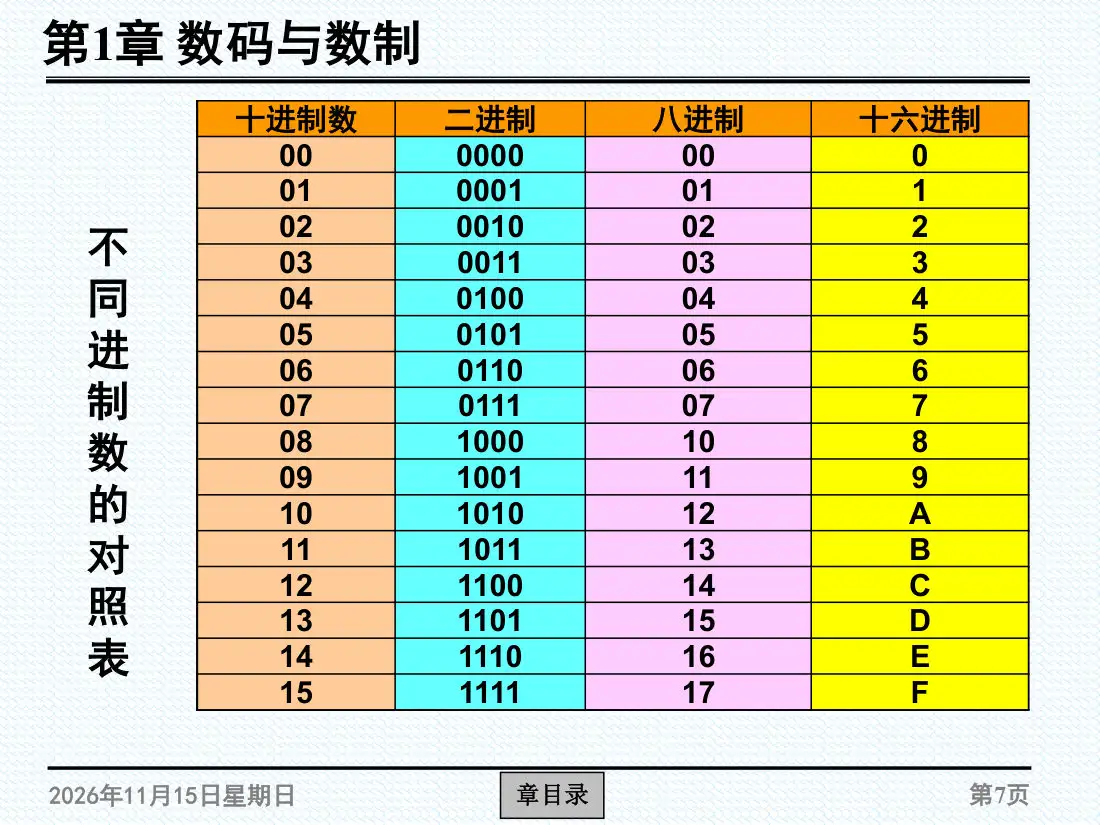 第1章 数码与数制
不同进制数的对照表
十进制数 二进制 八进制 十六进制
00 0000 00 0
01 0001 01 1
02 0010 02 2
03 0011 03 3
04 0100 04 4
05 0101 05 5
06 0110 06 6
07 0111 07 7
08 1000 10 8
09 1001 11 9
10 1010 12 A
11 1011 13 B
12 1100 14 C
13 1101 15 D
14 1110 16 E
15 1111 17 F
2026年11月15日星期日 章目录 第7页